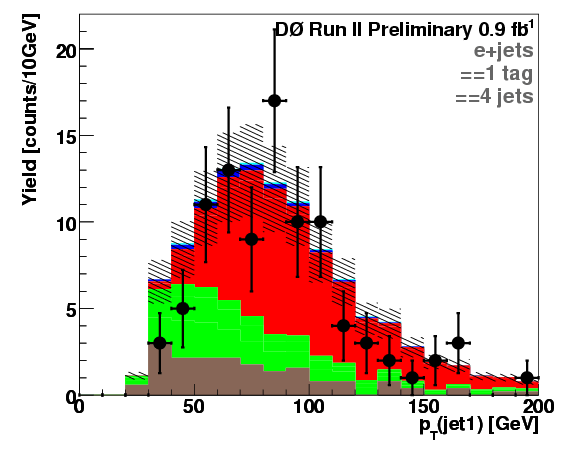 DØ Run II Preliminary 0.9 fb-1
e+jets
==1 tag
==4 jets
Yield [counts/10GeV]
20
15
10
5
0
0 50 100 150 200
pT(jet1) [GeV]